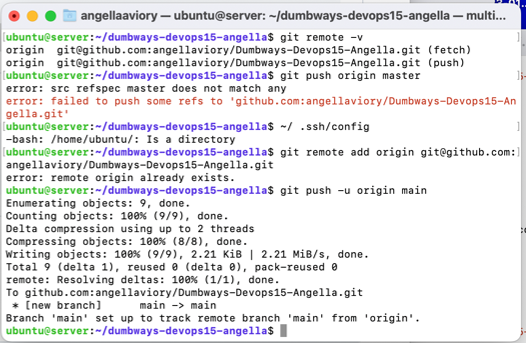 angellaaviory — ubuntu@server: ~/dumbways-devops15-angella — multi...
ubuntu@server:~/dumbways-devops15-angella$ git remote -v
origin  git@github.com:angellaviory/Dumbways-Devops15-Angella.git (fetch)
origin  git@github.com:angellaviory/Dumbways-Devops15-Angella.git (push)
ubuntu@server:~/dumbways-devops15-angella$ git push origin master
error: src refspec master does not match any
error: failed to push some refs to 'github.com:angellaviory/Dumbways-Devops15-An
gella.git'
ubuntu@server:~/dumbways-devops15-angella$ ~/ .ssh/config
-bash: /home/ubuntu/: Is a directory
ubuntu@server:~/dumbways-devops15-angella$ git remote add origin git@github.com:
angellaviory/Dumbways-Devops15-Angella.git
error: remote origin already exists.
ubuntu@server:~/dumbways-devops15-angella$ git push -u origin main
Enumerating objects: 9, done.
Counting objects: 100% (9/9), done.
Delta compression using up to 2 threads
Compressing objects: 100% (8/8), done.
Writing objects: 100% (9/9), 2.21 KiB | 2.21 MiB/s, done.
Total 9 (delta 1), reused 0 (delta 0), pack-reused 0
remote: Resolving deltas: 100% (1/1), done.
To github.com:angellaviory/Dumbways-Devops15-Angella.git
 * [new branch]      main -> main
Branch 'main' set up to track remote branch 'main' from 'origin'.
ubuntu@server:~/dumbways-devops15-angella$